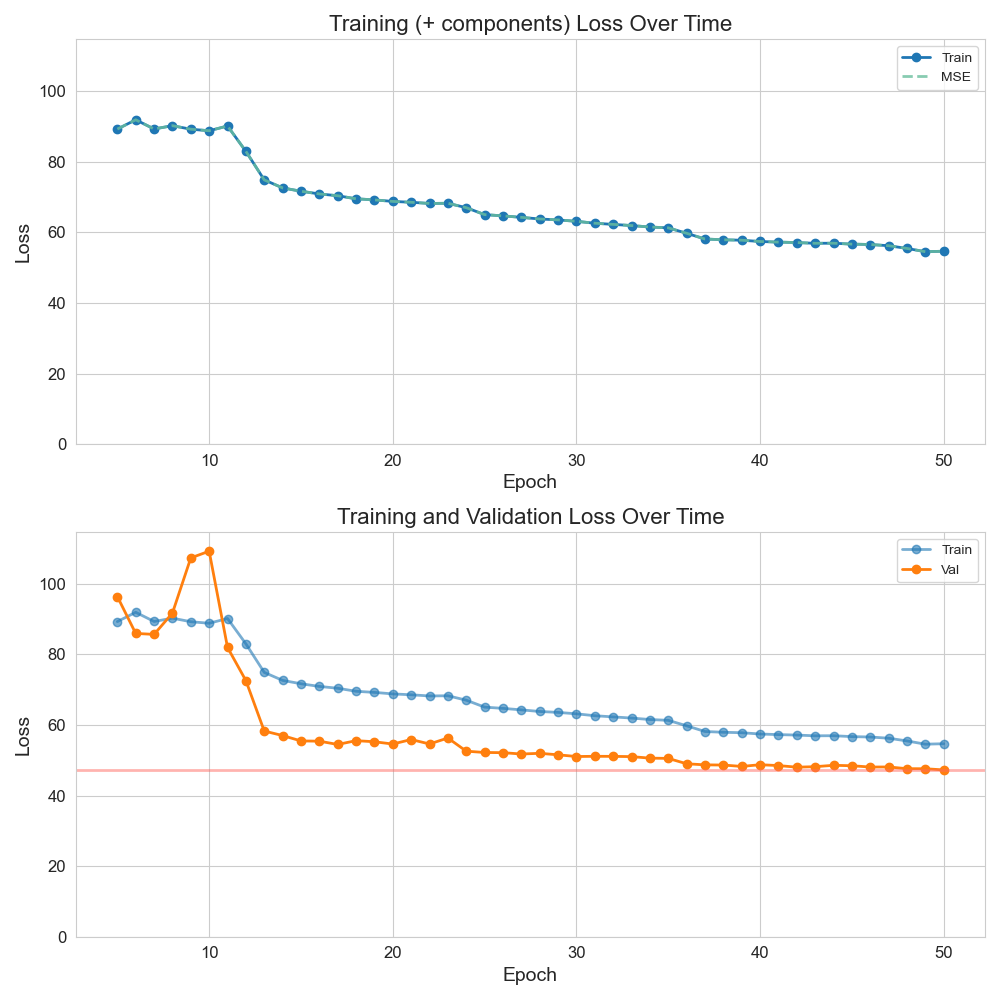 Training (+ components) Loss Over Time
Train
MSE
Loss
100
80
60
40
20
0
10 20 30 40 50
Epoch
Training and Validation Loss Over Time
Train
Val
Loss
100
80
60
40
20
0
10 20 30 40 50
Epoch